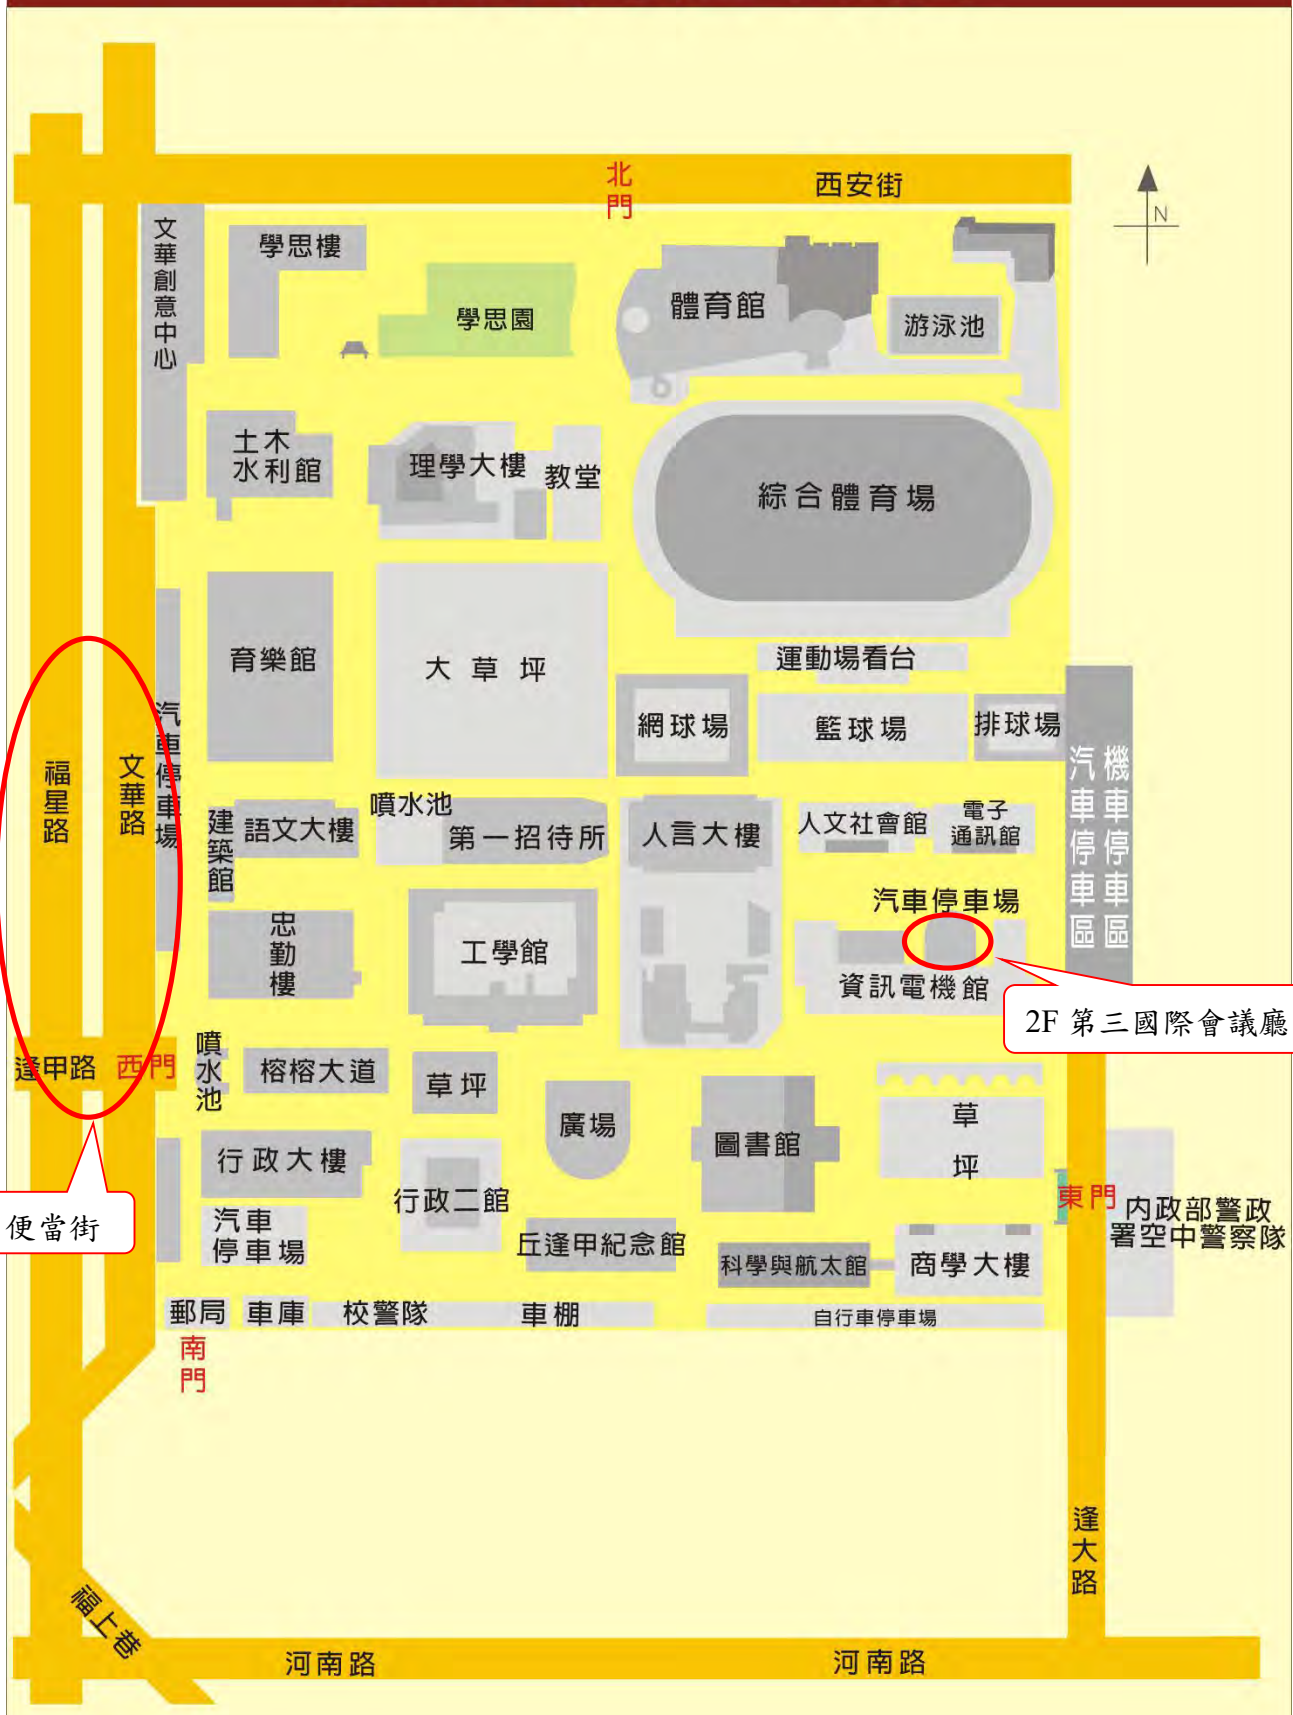 北門
西安街
N
文華創意中心
學思樓
學思園
體育館
游泳池
土木
水利館
理學大樓
教堂
綜合體育場
育樂館
大草坪
運動場看台
網球場
籃球場
排球場
福星路
文華路
汽車停車場
汽車停車區
機車停車區
建築館
語文大樓
噴水池
第一招待所
人言大樓
人文社會館
電子
通訊館
汽車停車場
忠勤樓
工學館
資訊電機館
2F 第三國際會議廳
逢甲路
西門
噴水池
榕榕大道
草坪
廣場
圖書館
草
坪
行政大樓
行政二館
東門
內政部警政
署空中警察隊
便當街
汽車
停車場
丘逢甲紀念館
科學與航太館
商學大樓
郵局
車庫
校警隊
車棚
自行車停車場
南門
逢大路
福上巷
河南路
河南路